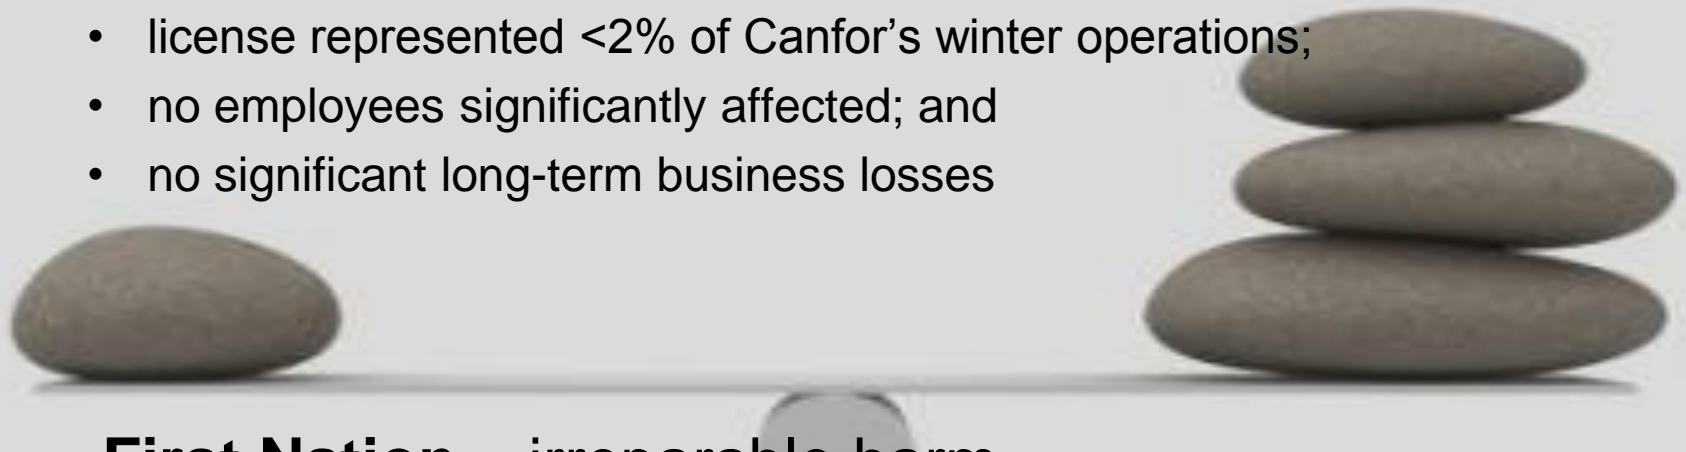 • license represented <2% of Canfor’s winter operations;
• no employees significantly affected; and
• no significant long-term business losses
First Nation – irreparable harm